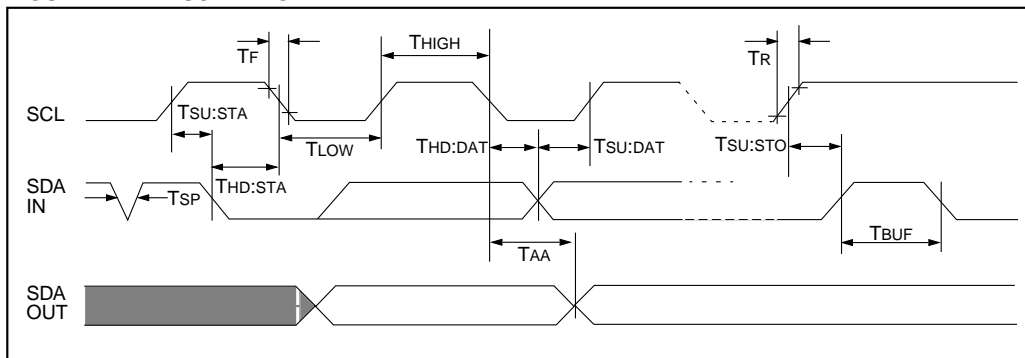 TF
THIGH
TR
SCL
TSU:STA
TLOW
THD:DAT
TSU:DAT
TSU:STO
SDA
IN
TSP
THD:STA
TBUF
TAA
SDA
OUT